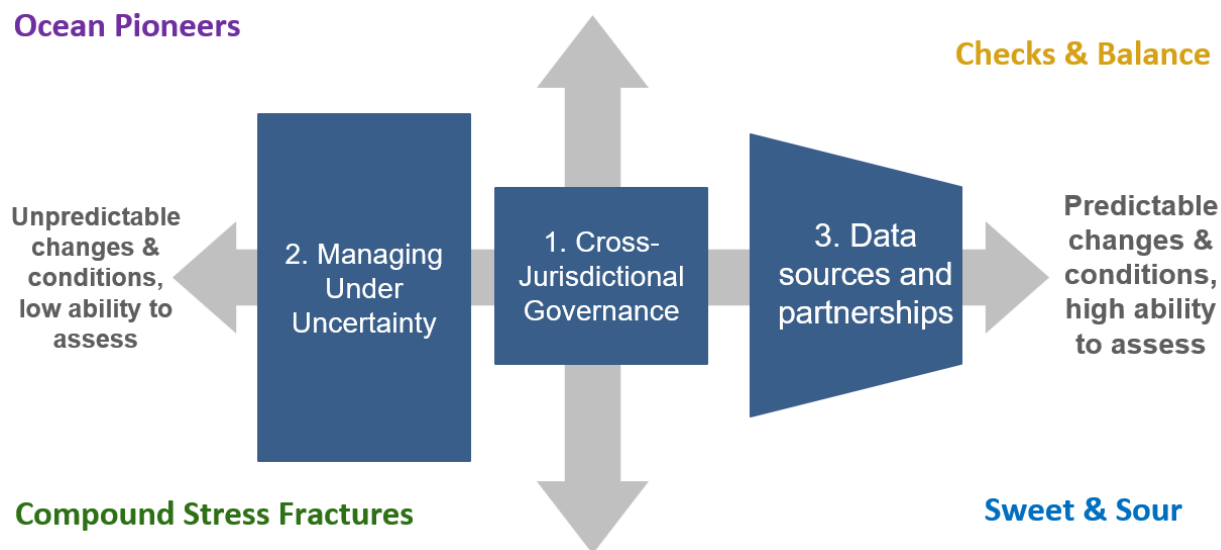 Ocean Pioneers
Checks & Balance
Unpredictable
changes &
conditions,
low ability to
assess
2. Managing
Under
Uncertainty
1. Cross-
Jurisdictional
Governance
3. Data
sources and
partnerships
Predictable
changes &
conditions,
high ability
to assess
Compound Stress Fractures
Sweet & Sour